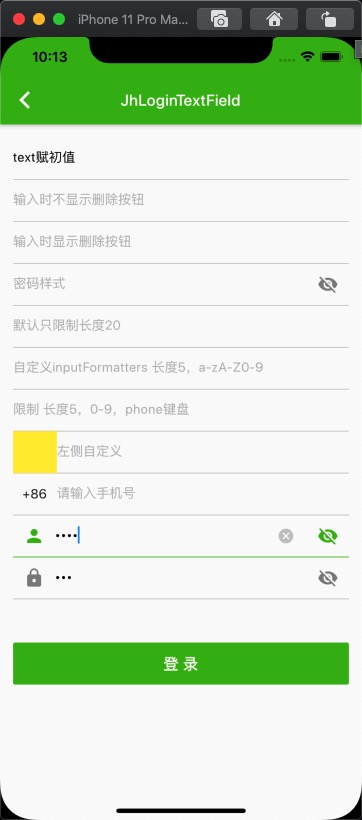 iPhone 11 Pro Ma...
10:13
JhLoginTextField
text赋初值
输入时不显示删除按钮
输入时显示删除按钮
密码样式
默认只限制长度20
自定义inputFormatters 长度5，a-zA-Z0-9
限制 长度5，0-9，phone键盘
左侧自定义
+86 请输入手机号
••••
•••
登 录